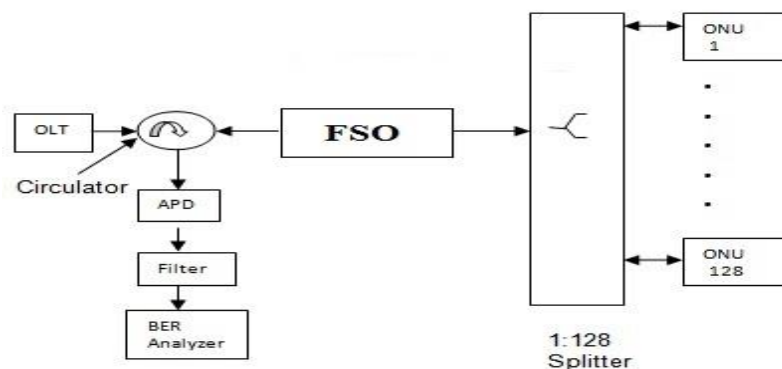 OLT
Circulator
APD
Filter
BER
Analyzer
FSO
1:128
Splitter
ONU
1
ONU
128